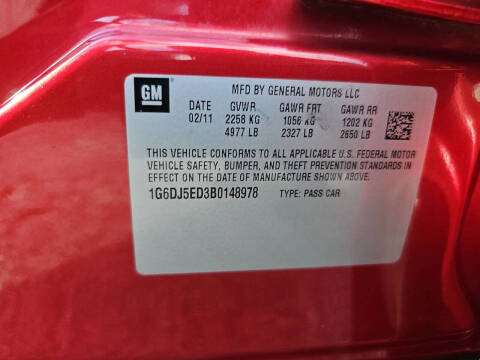 GM
MFD BY GENERAL MOTORS LLC
DATE GVWR GAWR FRT GAWR RR
02/11 2258 KG 1056 KG 1202 KG
4977 LB 2327 LB 2650 LB
THIS VEHICLE CONFORMS TO ALL APPLICABLE U.S. FEDERAL MOTOR
VEHICLE SAFETY, BUMPER, AND THEFT PREVENTION STANDARDS IN
EFFECT ON THE DATE OF MANUFACTURE SHOWN ABOVE.
1G6DJ5ED3B0148978 TYPE: PASS CAR